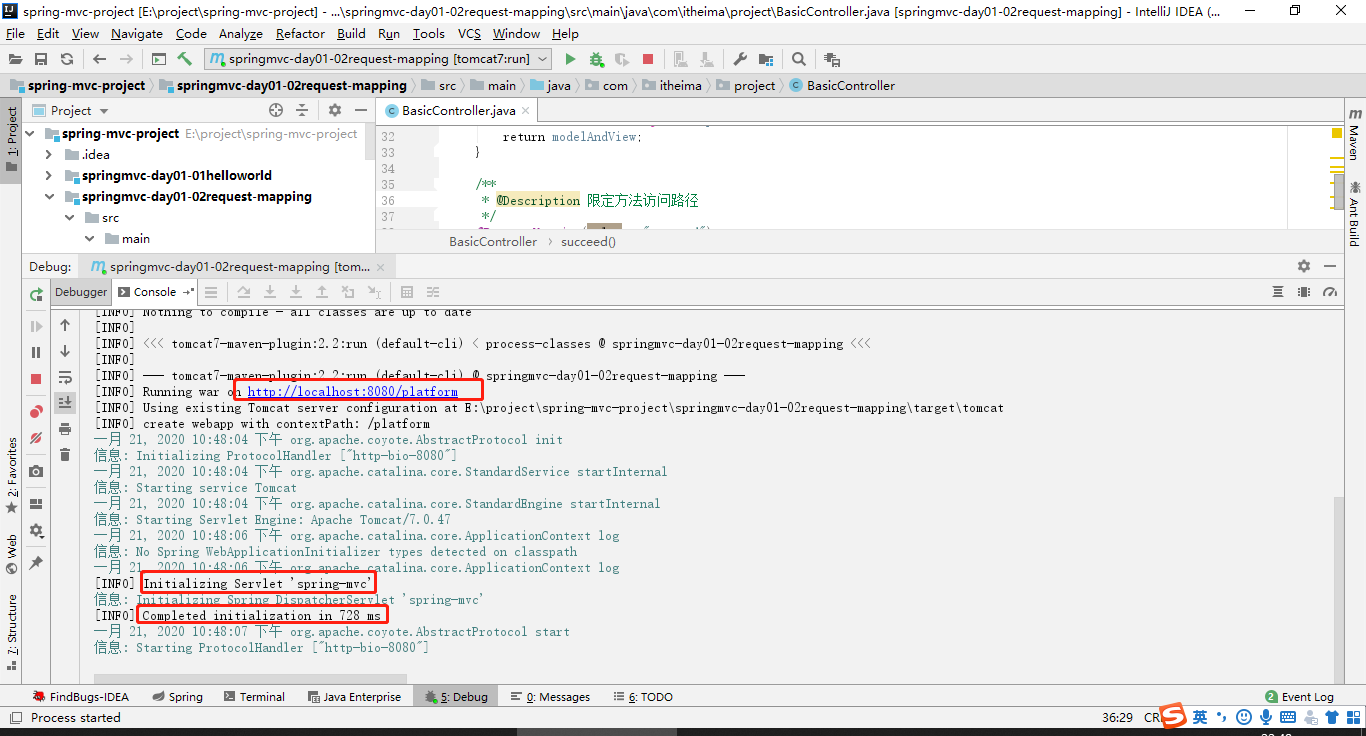 spring-mvc-project [E:\project\spring-mvc-project] - ...\springmvc-day01-02request-mapping\src\main\java\com\itheima\project\BasicController.java [springmvc-day01-02request-mapping] - IntelliJ IDEA (...
File Edit View Navigate Code Analyze Refactor Build Run Tools VCS Window Help
springmvc-day01-02request-mapping [tomcat7:run]
spring-mvc-project springmvc-day01-02request-mapping src main java com itheima project BasicController
1: Project
Project
BasicController.java
Maven
Ant Build
spring-mvc-project E:\project\spring-mvc-project
.idea
springmvc-day01-01helloworld
springmvc-day01-02request-mapping
src
main
32 return modelAndView;
33 }
34
35 /**
36 * @Description 限定方法访问路径
37 */
BasicController succeed()
Debug: springmvc-day01-02request-mapping [tom...
Debugger Console
[INFO] Nothing to compile - all classes are up to date
[INFO]
[INFO] <<< tomcat7-maven-plugin:2.2:run (default-cli) < process-classes @ springmvc-day01-02request-mapping <<<
[INFO]
[INFO] --- tomcat7-maven-plugin:2.2:run (default-cli) @ springmvc-day01-02request-mapping ---
[INFO] Running war on http://localhost:8080/platform
[INFO] Using existing Tomcat server configuration at E:\project\spring-mvc-project\springmvc-day01-02request-mapping\target\tomcat
[INFO] create webapp with contextPath: /platform
一月 21, 2020 10:48:04 下午 org.apache.coyote.AbstractProtocol init
信息: Initializing ProtocolHandler ["http-bio-8080"]
一月 21, 2020 10:48:04 下午 org.apache.catalina.core.StandardService startInternal
信息: Starting service Tomcat
一月 21, 2020 10:48:04 下午 org.apache.catalina.core.StandardEngine startInternal
信息: Starting Servlet Engine: Apache Tomcat/7.0.47
一月 21, 2020 10:48:06 下午 org.apache.catalina.core.ApplicationContext log
信息: No Spring WebApplicationInitializer types detected on classpath
一月 21, 2020 10:48:06 下午 org.apache.catalina.core.ApplicationContext log
[INFO] Initializing Servlet 'spring-mvc'
信息: Initializing Spring DispatcherServlet 'spring-mvc'
[INFO] Completed initialization in 728 ms
一月 21, 2020 10:48:07 下午 org.apache.coyote.AbstractProtocol start
信息: Starting ProtocolHandler ["http-bio-8080"]
2: Favorites
Web
7: Structure
FindBugs-IDEA Spring Terminal Java Enterprise 5: Debug 0: Messages 6: TODO 2 Event Log
Process started 36:29 英